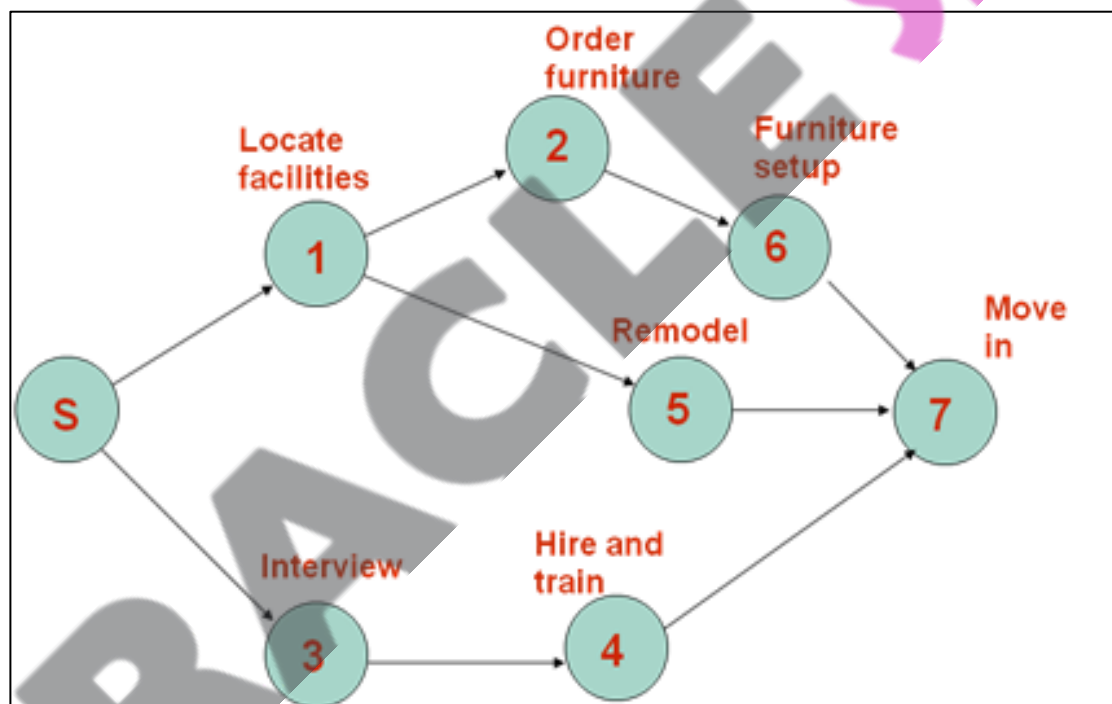 Order
furniture
2
Locate
facilities
Furniture
setup
1
6
Move
in
Remodel
S
5
7
Interview
Hire and
train
3
4
RACLE